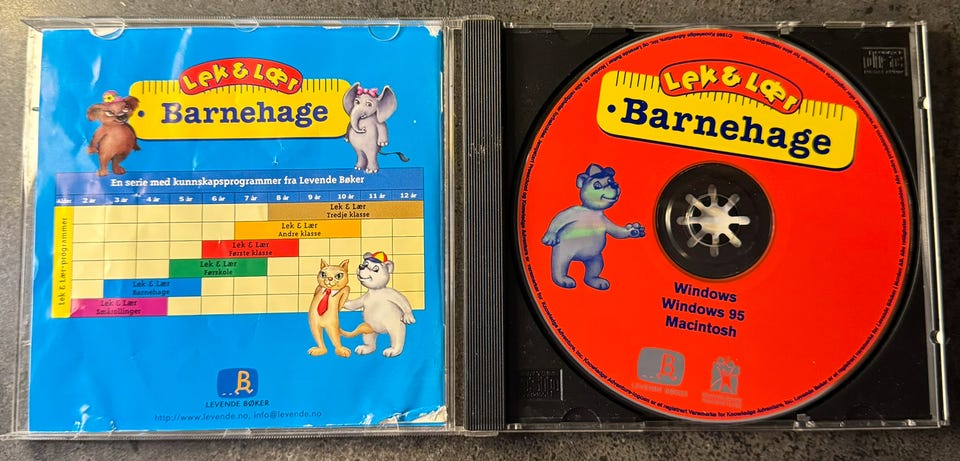 Lek & Lær
Barnehage
En serie med kunnskapsprogrammer fra Levende Bøker
Alder 2 år 3 år 4 år 5 år 6 år 7 år 8 år 9 år 10 år 11 år 12 år
Lek & Lær-programmer
Lek & Lær
Tredje klasse
Lek & Lær
Andre klasse
Lek & Lær
Første klasse
Lek & Lær
Førskole
Lek & Lær
Barnehage
Lek & Lær
Smårollinger
B
LEVENDE BØKER
http://www.levende.no, info@levende.no
Lek & Lær
Barnehage
Windows
Windows 95
Macintosh
B
LEVENDE BØKER